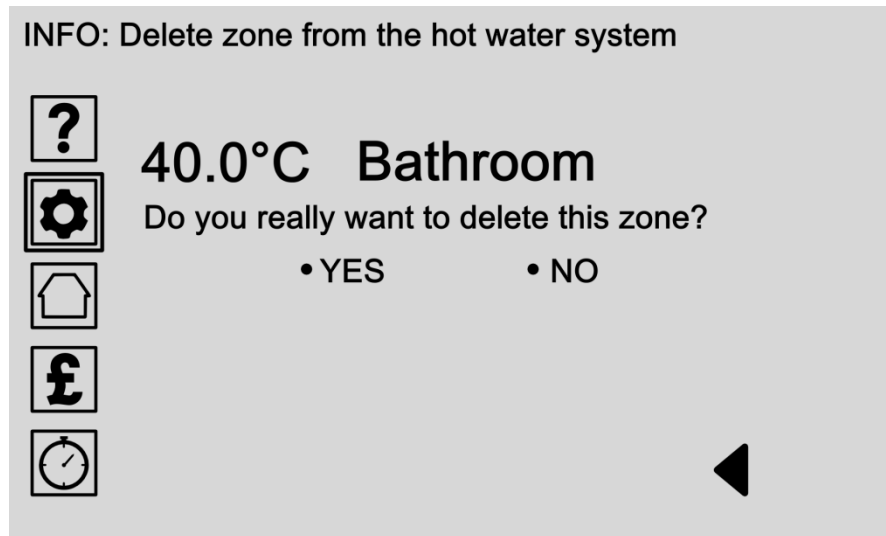 INFO: Delete zone from the hot water system
?
40.0°C Bathroom
Do you really want to delete this zone?
• YES • NO
£